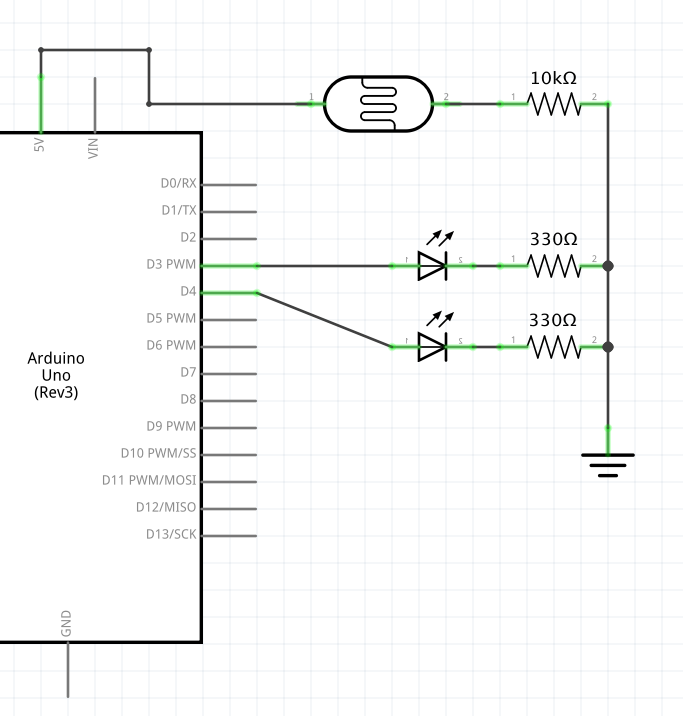 10kΩ
1
2
1
2
5V
VIN
D0/RX
D1/TX
D2
330Ω
D3 PWM
1
2
1
2
D4
330Ω
D5 PWM
D6 PWM
1
2
1
2
Arduino
Uno
(Rev3)
D7
D8
D9 PWM
D10 PWM/SS
D11 PWM/MOSI
D12/MISO
D13/SCK
GND